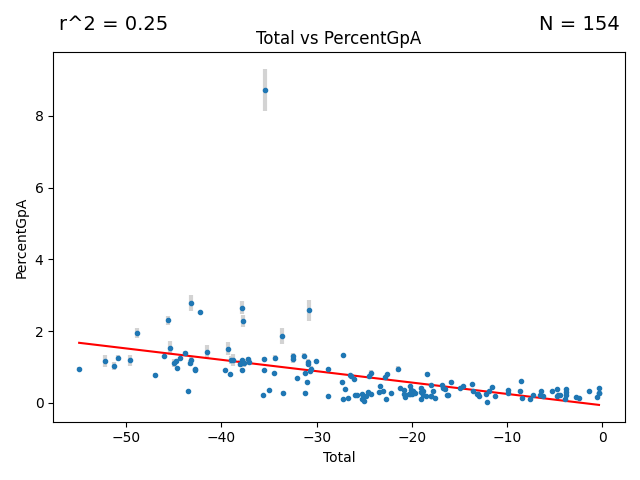 r^2 = 0.25
N = 154
Total vs PercentGpA
PercentGpA
8
6
4
2
0
−50
−40
−30
−20
−10
0
Total